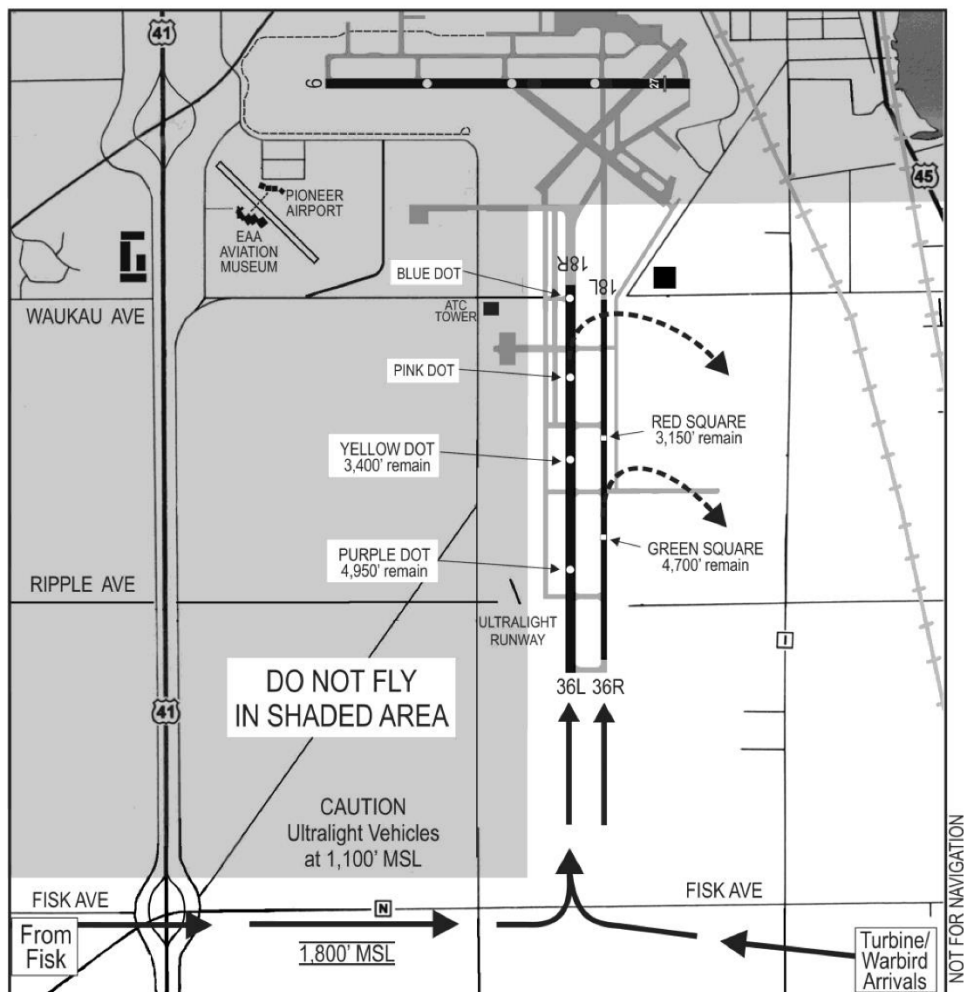 41
9
27
45
PIONEER
AIRPORT
EAA
AVIATION
MUSEUM
18R
18L
BLUE DOT
WAUKAU AVE
ATC
TOWER
PINK DOT
RED SQUARE
3,150' remain
YELLOW DOT
3,400' remain
GREEN SQUARE
4,700' remain
PURPLE DOT
4,950' remain
RIPPLE AVE
ULTRALIGHT
RUNWAY
I
DO NOT FLY
IN SHADED AREA
36L 36R
41
CAUTION
Ultralight Vehicles
at 1,100' MSL
FISK AVE
FISK AVE
N
From
Fisk
1,800' MSL
Turbine/
Warbird
Arrivals
NOT FOR NAVIGATION